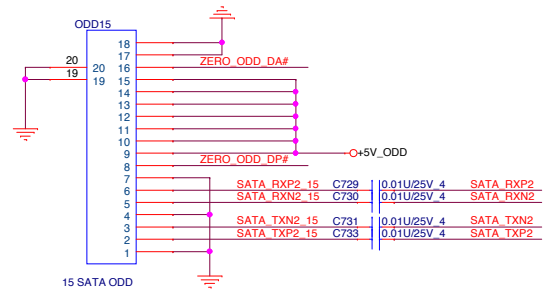 ODD15
18
17
20 20 16 ZERO_ODD_DA#
19 19 15
14
13
12
11
10
9 +5V_ODD
8 ZERO_ODD_DP#
7
6 SATA_RXP2_15 C729 0.01U/25V_4 SATA_RXP2
5 SATA_RXN2_15 C730 0.01U/25V_4 SATA_RXN2
4
3 SATA_TXN2_15 C731 0.01U/25V_4 SATA_TXN2
2 SATA_TXP2_15 C733 0.01U/25V_4 SATA_TXP2
1
15 SATA ODD